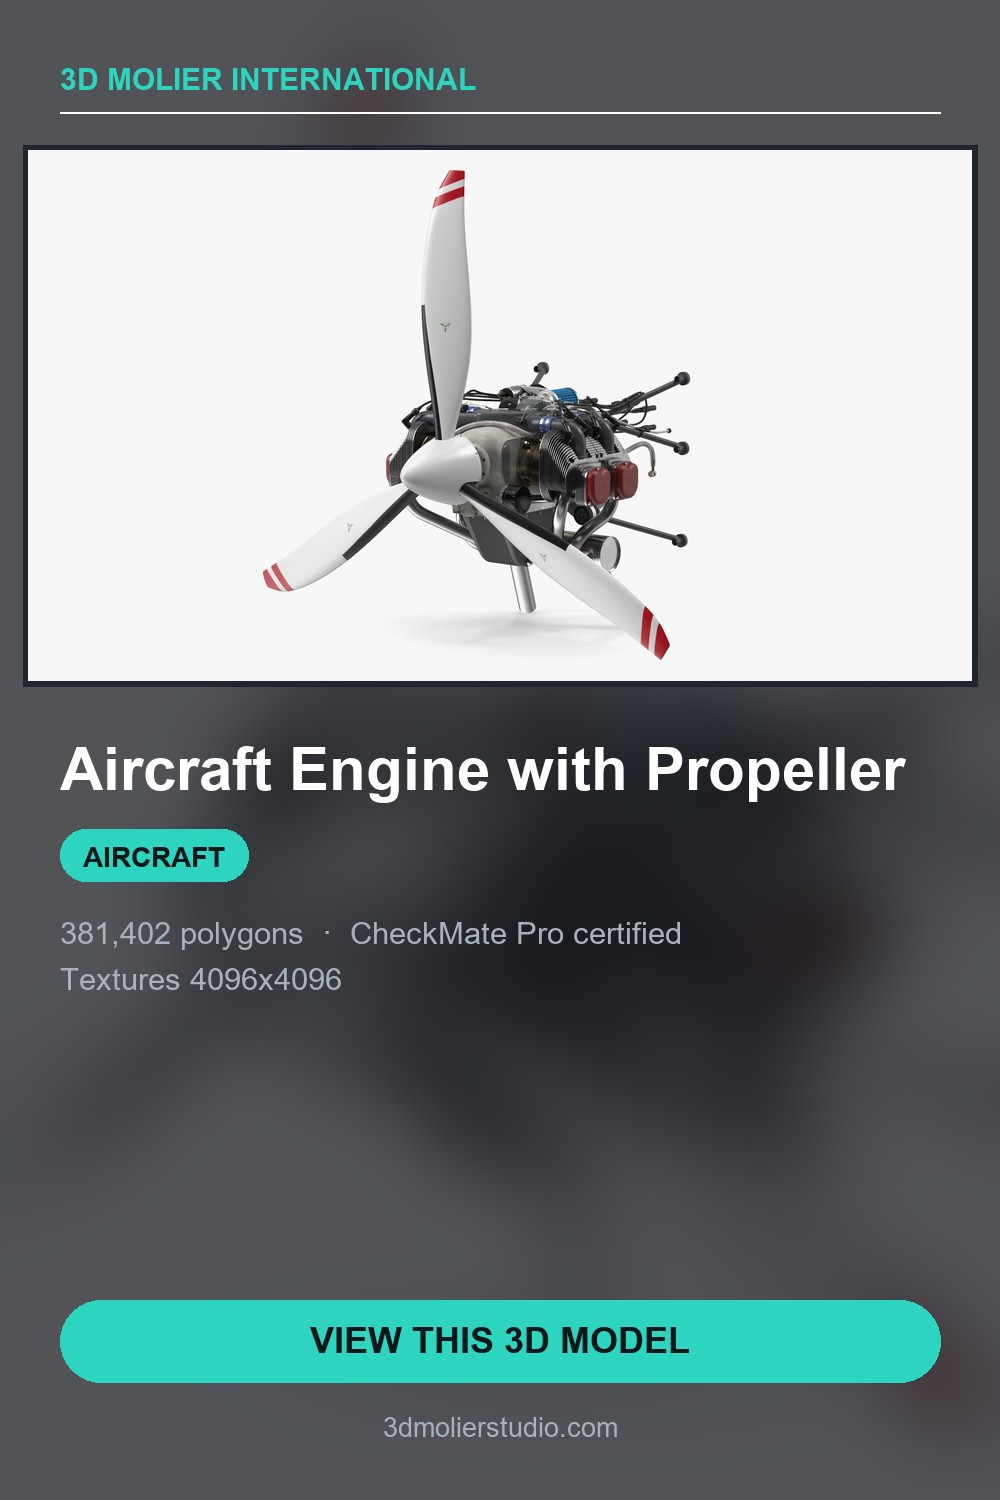 3D MOLIER INTERNATIONAL
Aircraft Engine with Propeller
AIRCRAFT
381,402 polygons · CheckMate Pro certified
Textures 4096x4096
VIEW THIS 3D MODEL
3dmolierstudio.com